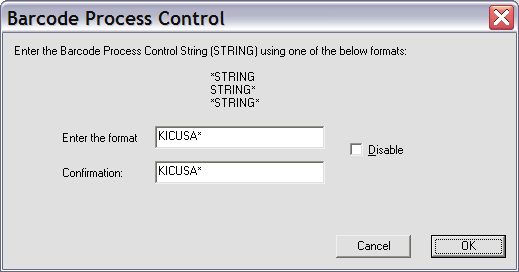 Barcode Process Control
Enter the Barcode Process Control String (STRING) using one of the below formats:
*STRING
STRING*
*STRING*
Enter the format KICUSA*
Disable
Confirmation: KICUSA*
Cancel OK